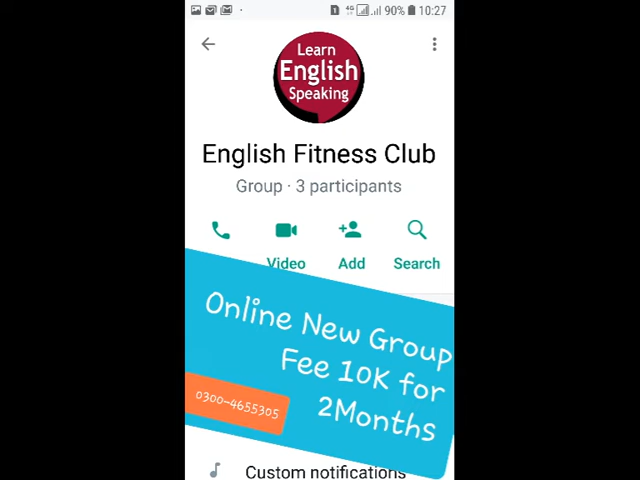 90% 10:27
Learn
English
Speaking
English Fitness Club
Group · 3 participants
Video Add Search
Online New Group
Fee 10K for
2Months
0300-4655305
Custom notifications